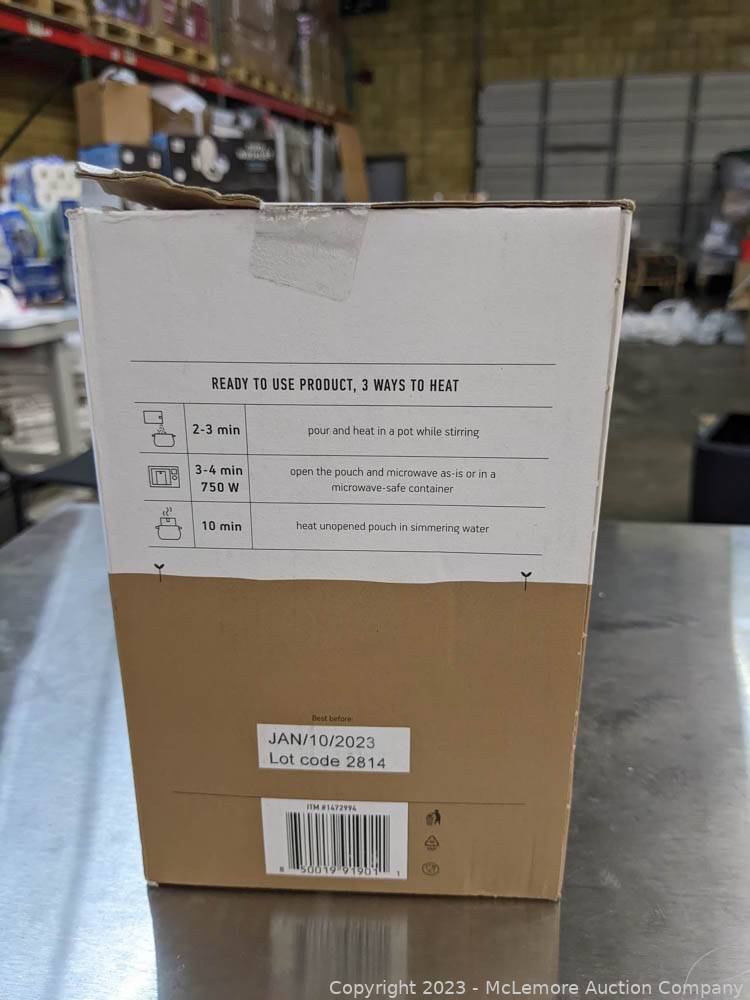 READY TO USE PRODUCT, 3 WAYS TO HEAT
2-3 min
pour and heat in a pot while stirring
3-4 min
750 W
open the pouch and microwave as-is or in a
microwave-safe container
10 min
heat unopened pouch in simmering water
Best before:
JAN/10/2023
Lot code 2814
ITM #1472994
8 50019 91901 1
Copyright 2023 - McLemore Auction Company